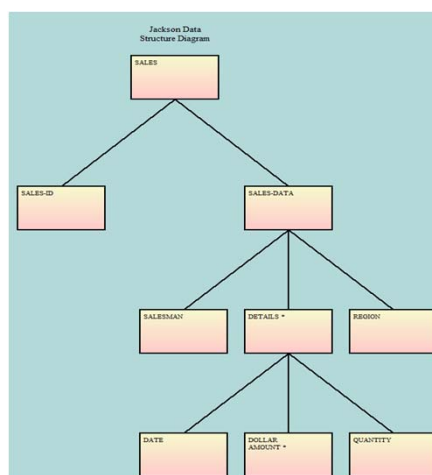 Jackson Data
Structure Diagram
SALES
SALES-ID
SALES-DATA
SALESMAN
DETAILS *
REGION
DATE
DOLLAR
AMOUNT *
QUANTITY